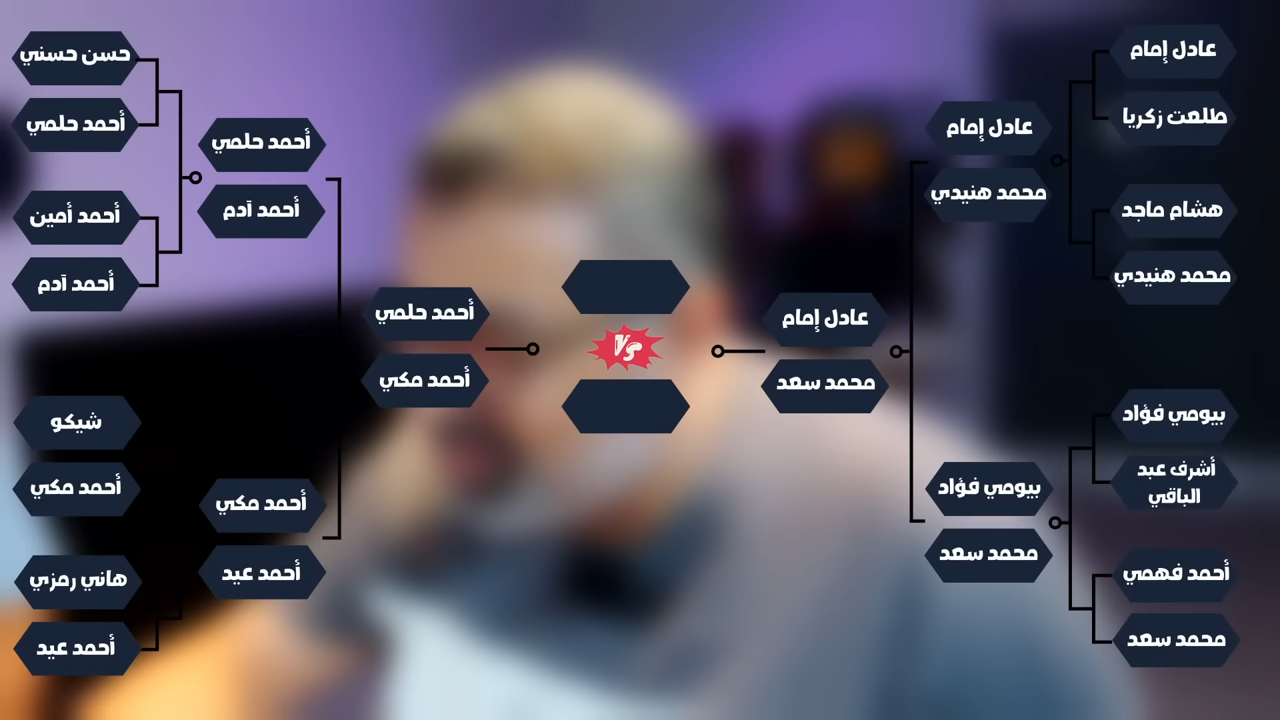 حسن حسني
أحمد حلمي
أحمد أمين
أحمد آدم
شيكو
أحمد مكي
هاني رمزي
أحمد عيد
أحمد حلمي
أحمد آدم
أحمد مكي
أحمد عيد
أحمد حلمي
أحمد مكي
VS
عادل إمام
محمد سعد
عادل إمام
محمد هنيدي
بيومي فؤاد
محمد سعد
عادل إمام
طلعت زكريا
هشام ماجد
محمد هنيدي
بيومي فؤاد
أشرف عبد
الباقي
أحمد فهمي
محمد سعد